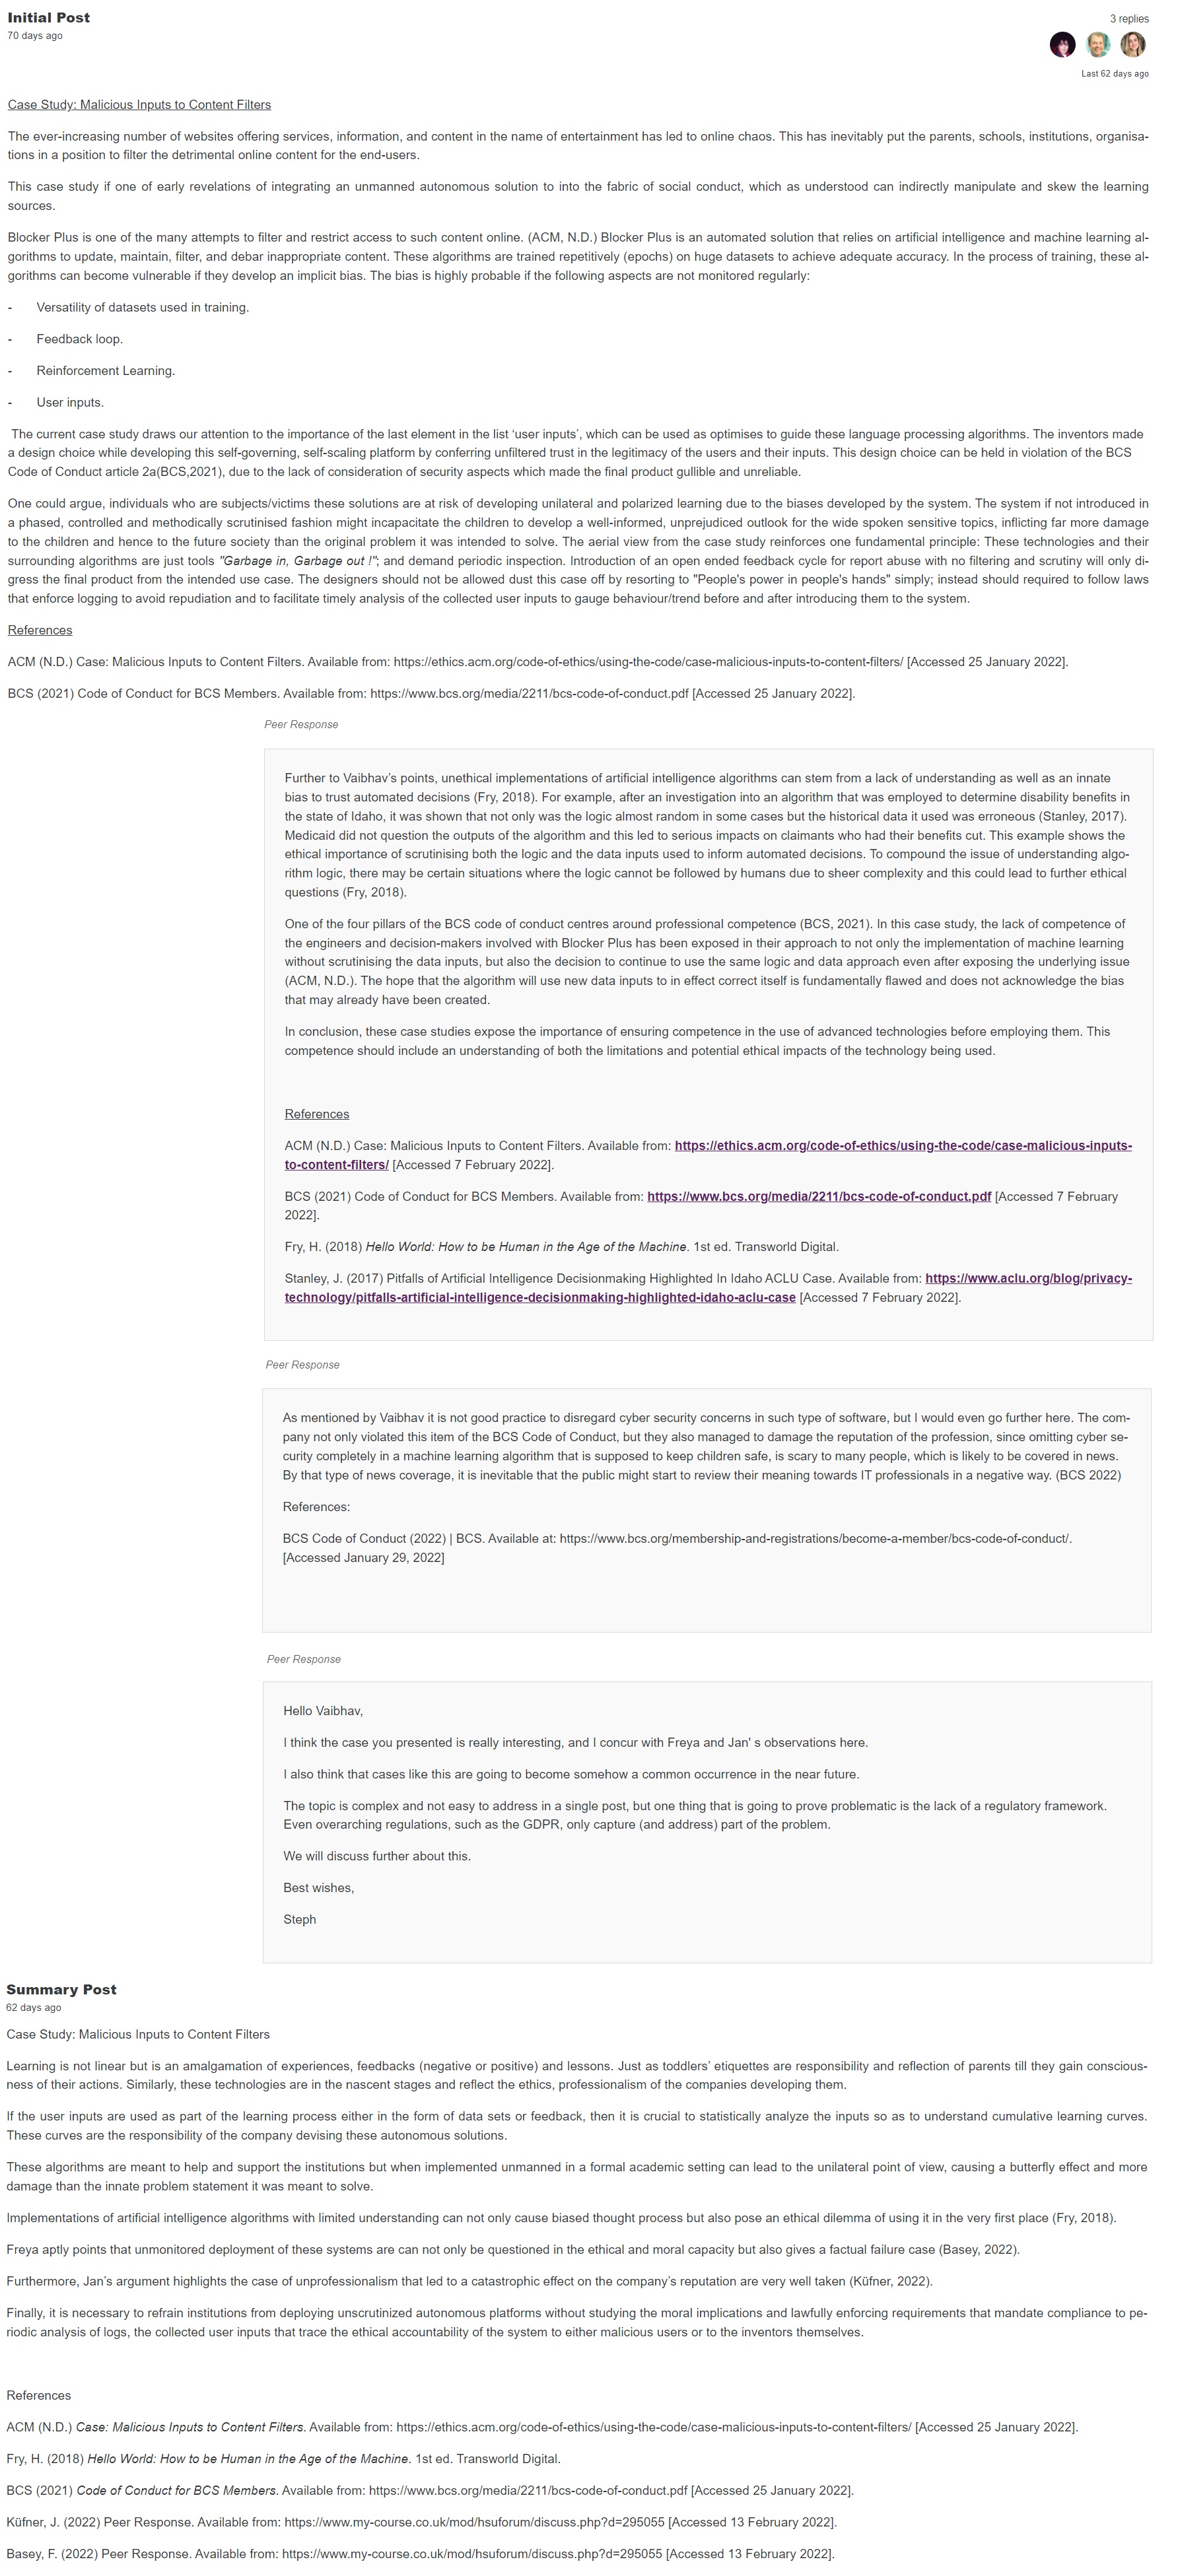 Initial Post
3 replies
70 days ago
Last 62 days ago
Case Study: Malicious Inputs to Content Filters
The ever-increasing number of websites offering services, information, and content in the name of entertainment has led to online chaos. This has inevitably put the parents, schools, institutions, organisa-
tions in a position to filter the detrimental online content for the end-users.
This case study if one of early revelations of integrating an unmanned autonomous solution to into the fabric of social conduct, which as understood can indirectly manipulate and skew the learning
sources.
Blocker Plus is one of the many attempts to filter and restrict access to such content online. (ACM, N.D.) Blocker Plus is an automated solution that relies on artificial intelligence and machine learning al-
gorithms to update, maintain, filter, and debar inappropriate content. These algorithms are trained repetitively (epochs) on huge datasets to achieve adequate accuracy. In the process of training, these al-
gorithms can become vulnerable if they develop an implicit bias. The bias is highly probable if the following aspects are not monitored regularly:
- Versatility of datasets used in training.
- Feedback loop.
- Reinforcement Learning.
- User inputs.
The current case study draws our attention to the importance of the last element in the list ‘user inputs’, which can be used as optimises to guide these language processing algorithms. The inventors made
a design choice while developing this self-governing, self-scaling platform by conferring unfiltered trust in the legitimacy of the users and their inputs. This design choice can be held in violation of the BCS
Code of Conduct article 2a(BCS,2021), due to the lack of consideration of security aspects which made the final product gullible and unreliable.
One could argue, individuals who are subjects/victims these solutions are at risk of developing unilateral and polarized learning due to the biases developed by the system. The system if not introduced in
a phased, controlled and methodically scrutinised fashion might incapacitate the children to develop a well-informed, unprejudiced outlook for the wide spoken sensitive topics, inflicting far more damage
to the children and hence to the future society than the original problem it was intended to solve. The aerial view from the case study reinforces one fundamental principle: These technologies and their
surrounding algorithms are just tools "Garbage in, Garbage out !"; and demand periodic inspection. Introduction of an open ended feedback cycle for report abuse with no filtering and scrutiny will only di-
gress the final product from the intended use case. The designers should not be allowed dust this case off by resorting to "People's power in people's hands" simply; instead should required to follow laws
that enforce logging to avoid repudiation and to facilitate timely analysis of the collected user inputs to gauge behaviour/trend before and after introducing them to the system.
References
ACM (N.D.) Case: Malicious Inputs to Content Filters. Available from: https://ethics.acm.org/code-of-ethics/using-the-code/case-malicious-inputs-to-content-filters/ [Accessed 25 January 2022].
BCS (2021) Code of Conduct for BCS Members. Available from: https://www.bcs.org/media/2211/bcs-code-of-conduct.pdf [Accessed 25 January 2022].
Peer Response
Further to Vaibhav’s points, unethical implementations of artificial intelligence algorithms can stem from a lack of understanding as well as an innate
bias to trust automated decisions (Fry, 2018). For example, after an investigation into an algorithm that was employed to determine disability benefits in
the state of Idaho, it was shown that not only was the logic almost random in some cases but the historical data it used was erroneous (Stanley, 2017).
Medicaid did not question the outputs of the algorithm and this led to serious impacts on claimants who had their benefits cut. This example shows the
ethical importance of scrutinising both the logic and the data inputs used to inform automated decisions. To compound the issue of understanding algo-
rithm logic, there may be certain situations where the logic cannot be followed by humans due to sheer complexity and this could lead to further ethical
questions (Fry, 2018).
One of the four pillars of the BCS code of conduct centres around professional competence (BCS, 2021). In this case study, the lack of competence of
the engineers and decision-makers involved with Blocker Plus has been exposed in their approach to not only the implementation of machine learning
without scrutinising the data inputs, but also the decision to continue to use the same logic and data approach even after exposing the underlying issue
(ACM, N.D.). The hope that the algorithm will use new data inputs to in effect correct itself is fundamentally flawed and does not acknowledge the bias
that may already have been created.
In conclusion, these case studies expose the importance of ensuring competence in the use of advanced technologies before employing them. This
competence should include an understanding of both the limitations and potential ethical impacts of the technology being used.
References
ACM (N.D.) Case: Malicious Inputs to Content Filters. Available from: https://ethics.acm.org/code-of-ethics/using-the-code/case-malicious-inputs-
to-content-filters/ [Accessed 7 February 2022].
BCS (2021) Code of Conduct for BCS Members. Available from: https://www.bcs.org/media/2211/bcs-code-of-conduct.pdf [Accessed 7 February
2022].
Fry, H. (2018) Hello World: How to be Human in the Age of the Machine. 1st ed. Transworld Digital.
Stanley, J. (2017) Pitfalls of Artificial Intelligence Decisionmaking Highlighted In Idaho ACLU Case. Available from: https://www.aclu.org/blog/privacy-
technology/pitfalls-artificial-intelligence-decisionmaking-highlighted-idaho-aclu-case [Accessed 7 February 2022].
Peer Response
As mentioned by Vaibhav it is not good practice to disregard cyber security concerns in such type of software, but I would even go further here. The com-
pany not only violated this item of the BCS Code of Conduct, but they also managed to damage the reputation of the profession, since omitting cyber se-
curity completely in a machine learning algorithm that is supposed to keep children safe, is scary to many people, which is likely to be covered in news.
By that type of news coverage, it is inevitable that the public might start to review their meaning towards IT professionals in a negative way. (BCS 2022)
References:
BCS Code of Conduct (2022) | BCS. Available at: https://www.bcs.org/membership-and-registrations/become-a-member/bcs-code-of-conduct/.
[Accessed January 29, 2022]
Peer Response
Hello Vaibhav,
I think the case you presented is really interesting, and I concur with Freya and Jan' s observations here.
I also think that cases like this are going to become somehow a common occurrence in the near future.
The topic is complex and not easy to address in a single post, but one thing that is going to prove problematic is the lack of a regulatory framework.
Even overarching regulations, such as the GDPR, only capture (and address) part of the problem.
We will discuss further about this.
Best wishes,
Steph
Summary Post
62 days ago
Case Study: Malicious Inputs to Content Filters
Learning is not linear but is an amalgamation of experiences, feedbacks (negative or positive) and lessons. Just as toddlers’ etiquettes are responsibility and reflection of parents till they gain conscious-
ness of their actions. Similarly, these technologies are in the nascent stages and reflect the ethics, professionalism of the companies developing them.
If the user inputs are used as part of the learning process either in the form of data sets or feedback, then it is crucial to statistically analyze the inputs so as to understand cumulative learning curves.
These curves are the responsibility of the company devising these autonomous solutions.
These algorithms are meant to help and support the institutions but when implemented unmanned in a formal academic setting can lead to the unilateral point of view, causing a butterfly effect and more
damage than the innate problem statement it was meant to solve.
Implementations of artificial intelligence algorithms with limited understanding can not only cause biased thought process but also pose an ethical dilemma of using it in the very first place (Fry, 2018).
Freya aptly points that unmonitored deployment of these systems are can not only be questioned in the ethical and moral capacity but also gives a factual failure case (Basey, 2022).
Furthermore, Jan’s argument highlights the case of unprofessionalism that led to a catastrophic effect on the company’s reputation are very well taken (Küfner, 2022).
Finally, it is necessary to refrain institutions from deploying unscrutinized autonomous platforms without studying the moral implications and lawfully enforcing requirements that mandate compliance to pe-
riodic analysis of logs, the collected user inputs that trace the ethical accountability of the system to either malicious users or to the inventors themselves.
References
ACM (N.D.) Case: Malicious Inputs to Content Filters. Available from: https://ethics.acm.org/code-of-ethics/using-the-code/case-malicious-inputs-to-content-filters/ [Accessed 25 January 2022].
Fry, H. (2018) Hello World: How to be Human in the Age of the Machine. 1st ed. Transworld Digital.
BCS (2021) Code of Conduct for BCS Members. Available from: https://www.bcs.org/media/2211/bcs-code-of-conduct.pdf [Accessed 25 January 2022].
Küfner, J. (2022) Peer Response. Available from: https://www.my-course.co.uk/mod/hsuforum/discuss.php?d=295055 [Accessed 13 February 2022].
Basey, F. (2022) Peer Response. Available from: https://www.my-course.co.uk/mod/hsuforum/discuss.php?d=295055 [Accessed 13 February 2022].